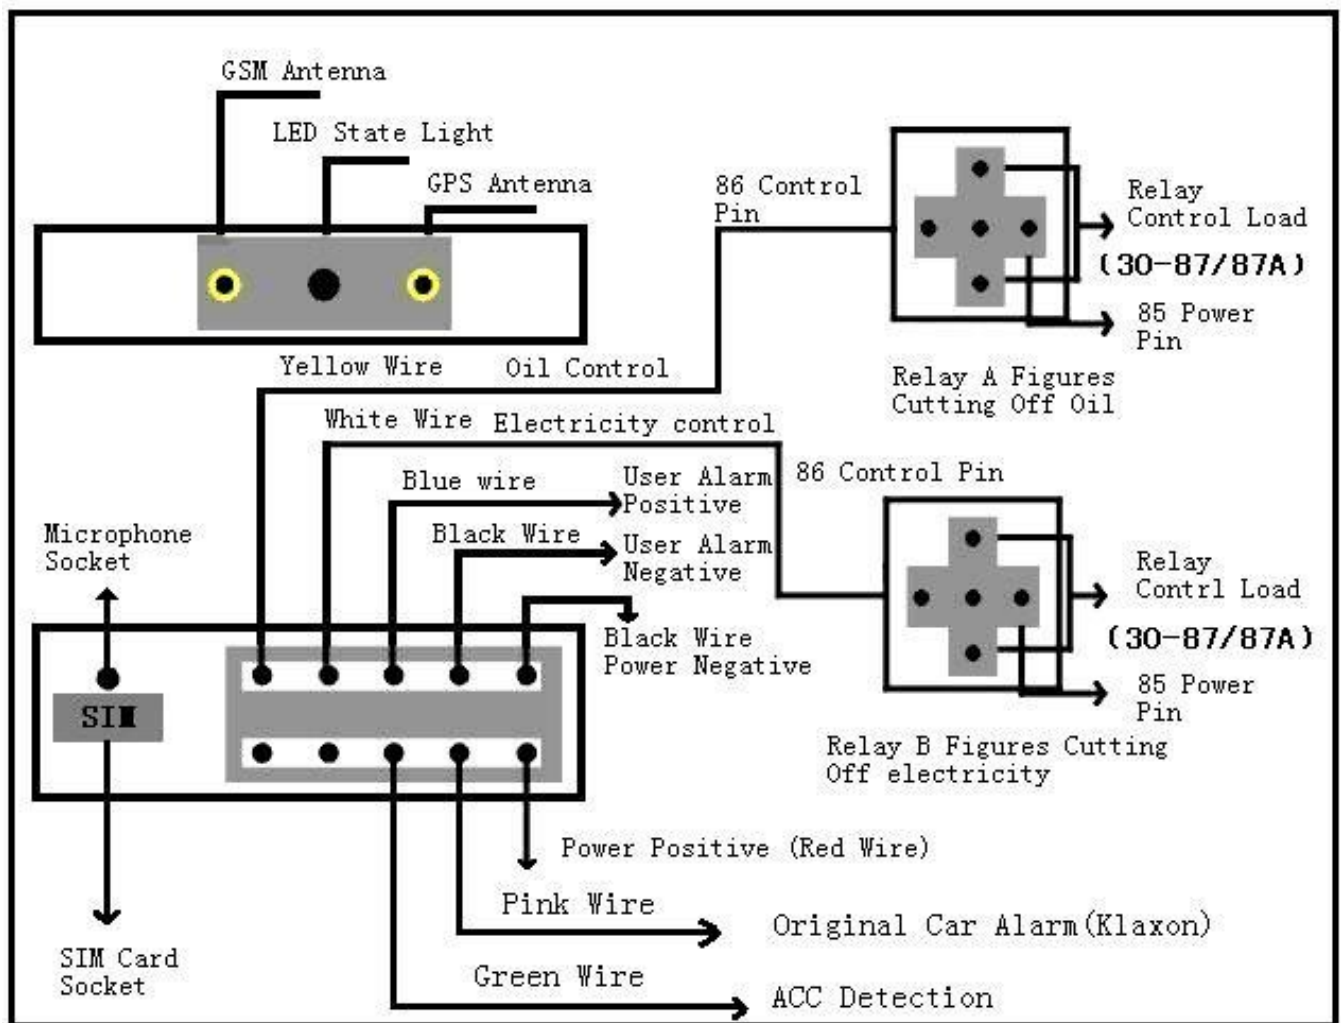 GSM Antenna
LED State Light
GPS Antenna
86 Control
Pin
Relay
Control Load
(30-87/87A)
85 Power
Pin
Relay A Figures
Cutting Off Oil
Yellow Wire
Oil Control
White Wire
Electricity control
Blue wire
User Alarm
Positive
Black Wire
User Alarm
Negative
Black Wire
Power Negative
86 Control Pin
Relay
Contrl Load
(30-87/87A)
85 Power
Pin
Relay B Figures Cutting
Off electricity
Microphone
Socket
SIM
SIM Card
Socket
Power Positive (Red Wire)
Pink Wire
Original Car Alarm(Klaxon)
Green Wire
ACC Detection